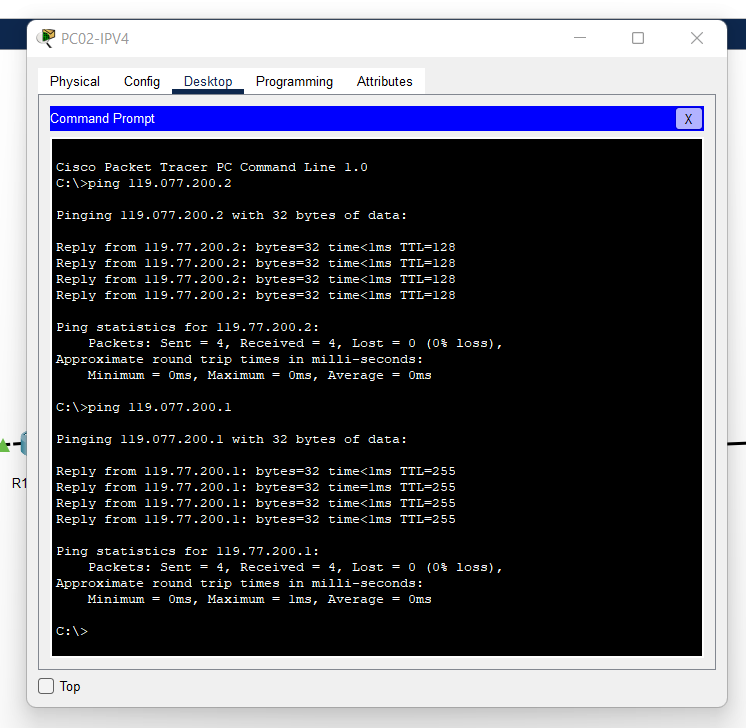 PC02-IPV4
Physical Config Desktop Programming Attributes
Command Prompt X
Cisco Packet Tracer PC Command Line 1.0
C:\>ping 119.077.200.2
Pinging 119.077.200.2 with 32 bytes of data:
Reply from 119.77.200.2: bytes=32 time<1ms TTL=128
Reply from 119.77.200.2: bytes=32 time<1ms TTL=128
Reply from 119.77.200.2: bytes=32 time<1ms TTL=128
Reply from 119.77.200.2: bytes=32 time<1ms TTL=128
Ping statistics for 119.77.200.2:
Packets: Sent = 4, Received = 4, Lost = 0 (0% loss),
Approximate round trip times in milli-seconds:
Minimum = 0ms, Maximum = 0ms, Average = 0ms
C:\>ping 119.077.200.1
Pinging 119.077.200.1 with 32 bytes of data:
Reply from 119.77.200.1: bytes=32 time<1ms TTL=255
Reply from 119.77.200.1: bytes=32 time=1ms TTL=255
Reply from 119.77.200.1: bytes=32 time<1ms TTL=255
Reply from 119.77.200.1: bytes=32 time<1ms TTL=255
R1
Ping statistics for 119.77.200.1:
Packets: Sent = 4, Received = 4, Lost = 0 (0% loss),
Approximate round trip times in milli-seconds:
Minimum = 0ms, Maximum = 1ms, Average = 0ms
C:\>
Top